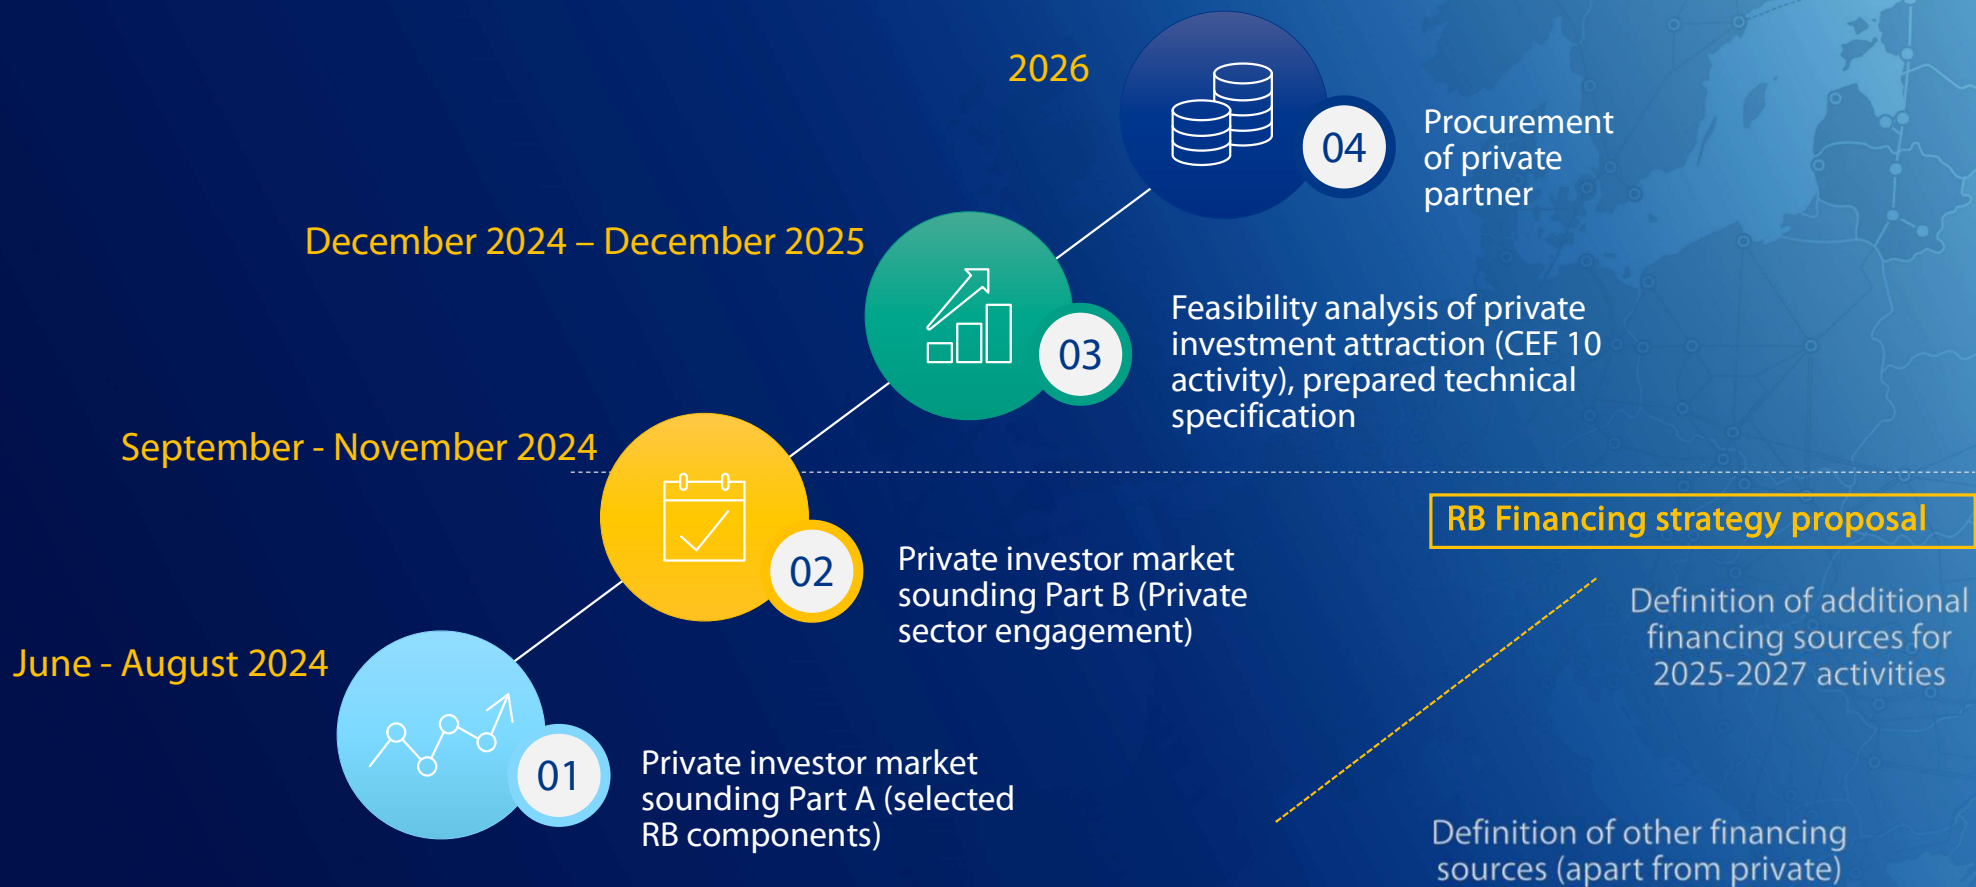 2026
04
Procurement
of private
partner
December 2024 – December 2025
03
Feasibility analysis of private
investment attraction (CEF 10
activity), prepared technical
specification
September - November 2024
02
Private investor market
sounding Part B (Private
sector engagement)
RB Financing strategy proposal
Definition of additional
financing sources for
2025-2027 activities
June - August 2024
01
Private investor market
sounding Part A (selected
RB components)
Definition of other financing
sources (apart from private)